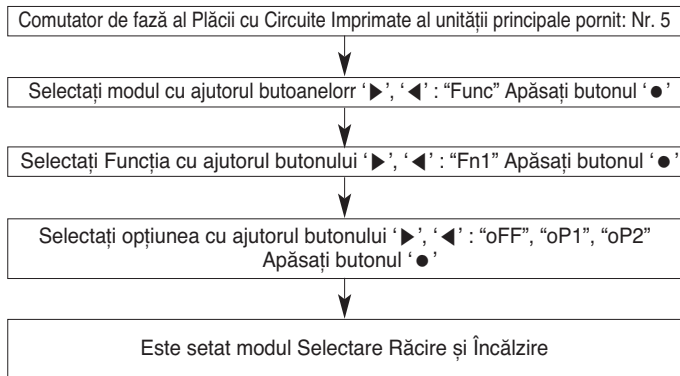 Comutator de fază al Plăcii cu Circuite Imprimate al unității principale pornit: Nr. 5
Selectați modul cu ajutorul butoanelorr ‘▶’, ‘◀’ : “Func” Apăsați butonul ‘●’
Selectați Funcția cu ajutorul butonului ‘▶’, ‘◀’ : “Fn1” Apăsați butonul ‘●’
Selectați opțiunea cu ajutorul butonului ‘▶’, ‘◀’ : “oFF”, “oP1”, “oP2”
Apăsați butonul ‘●’
Este setat modul Selectare Răcire și Încălzire